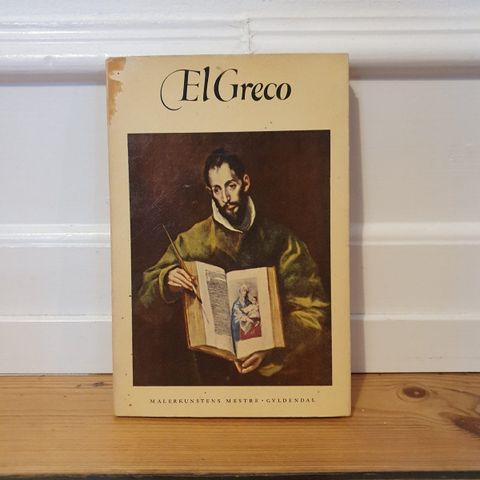 El Greco
MALERKUNSTENS MESTRE · GYLDENDAL